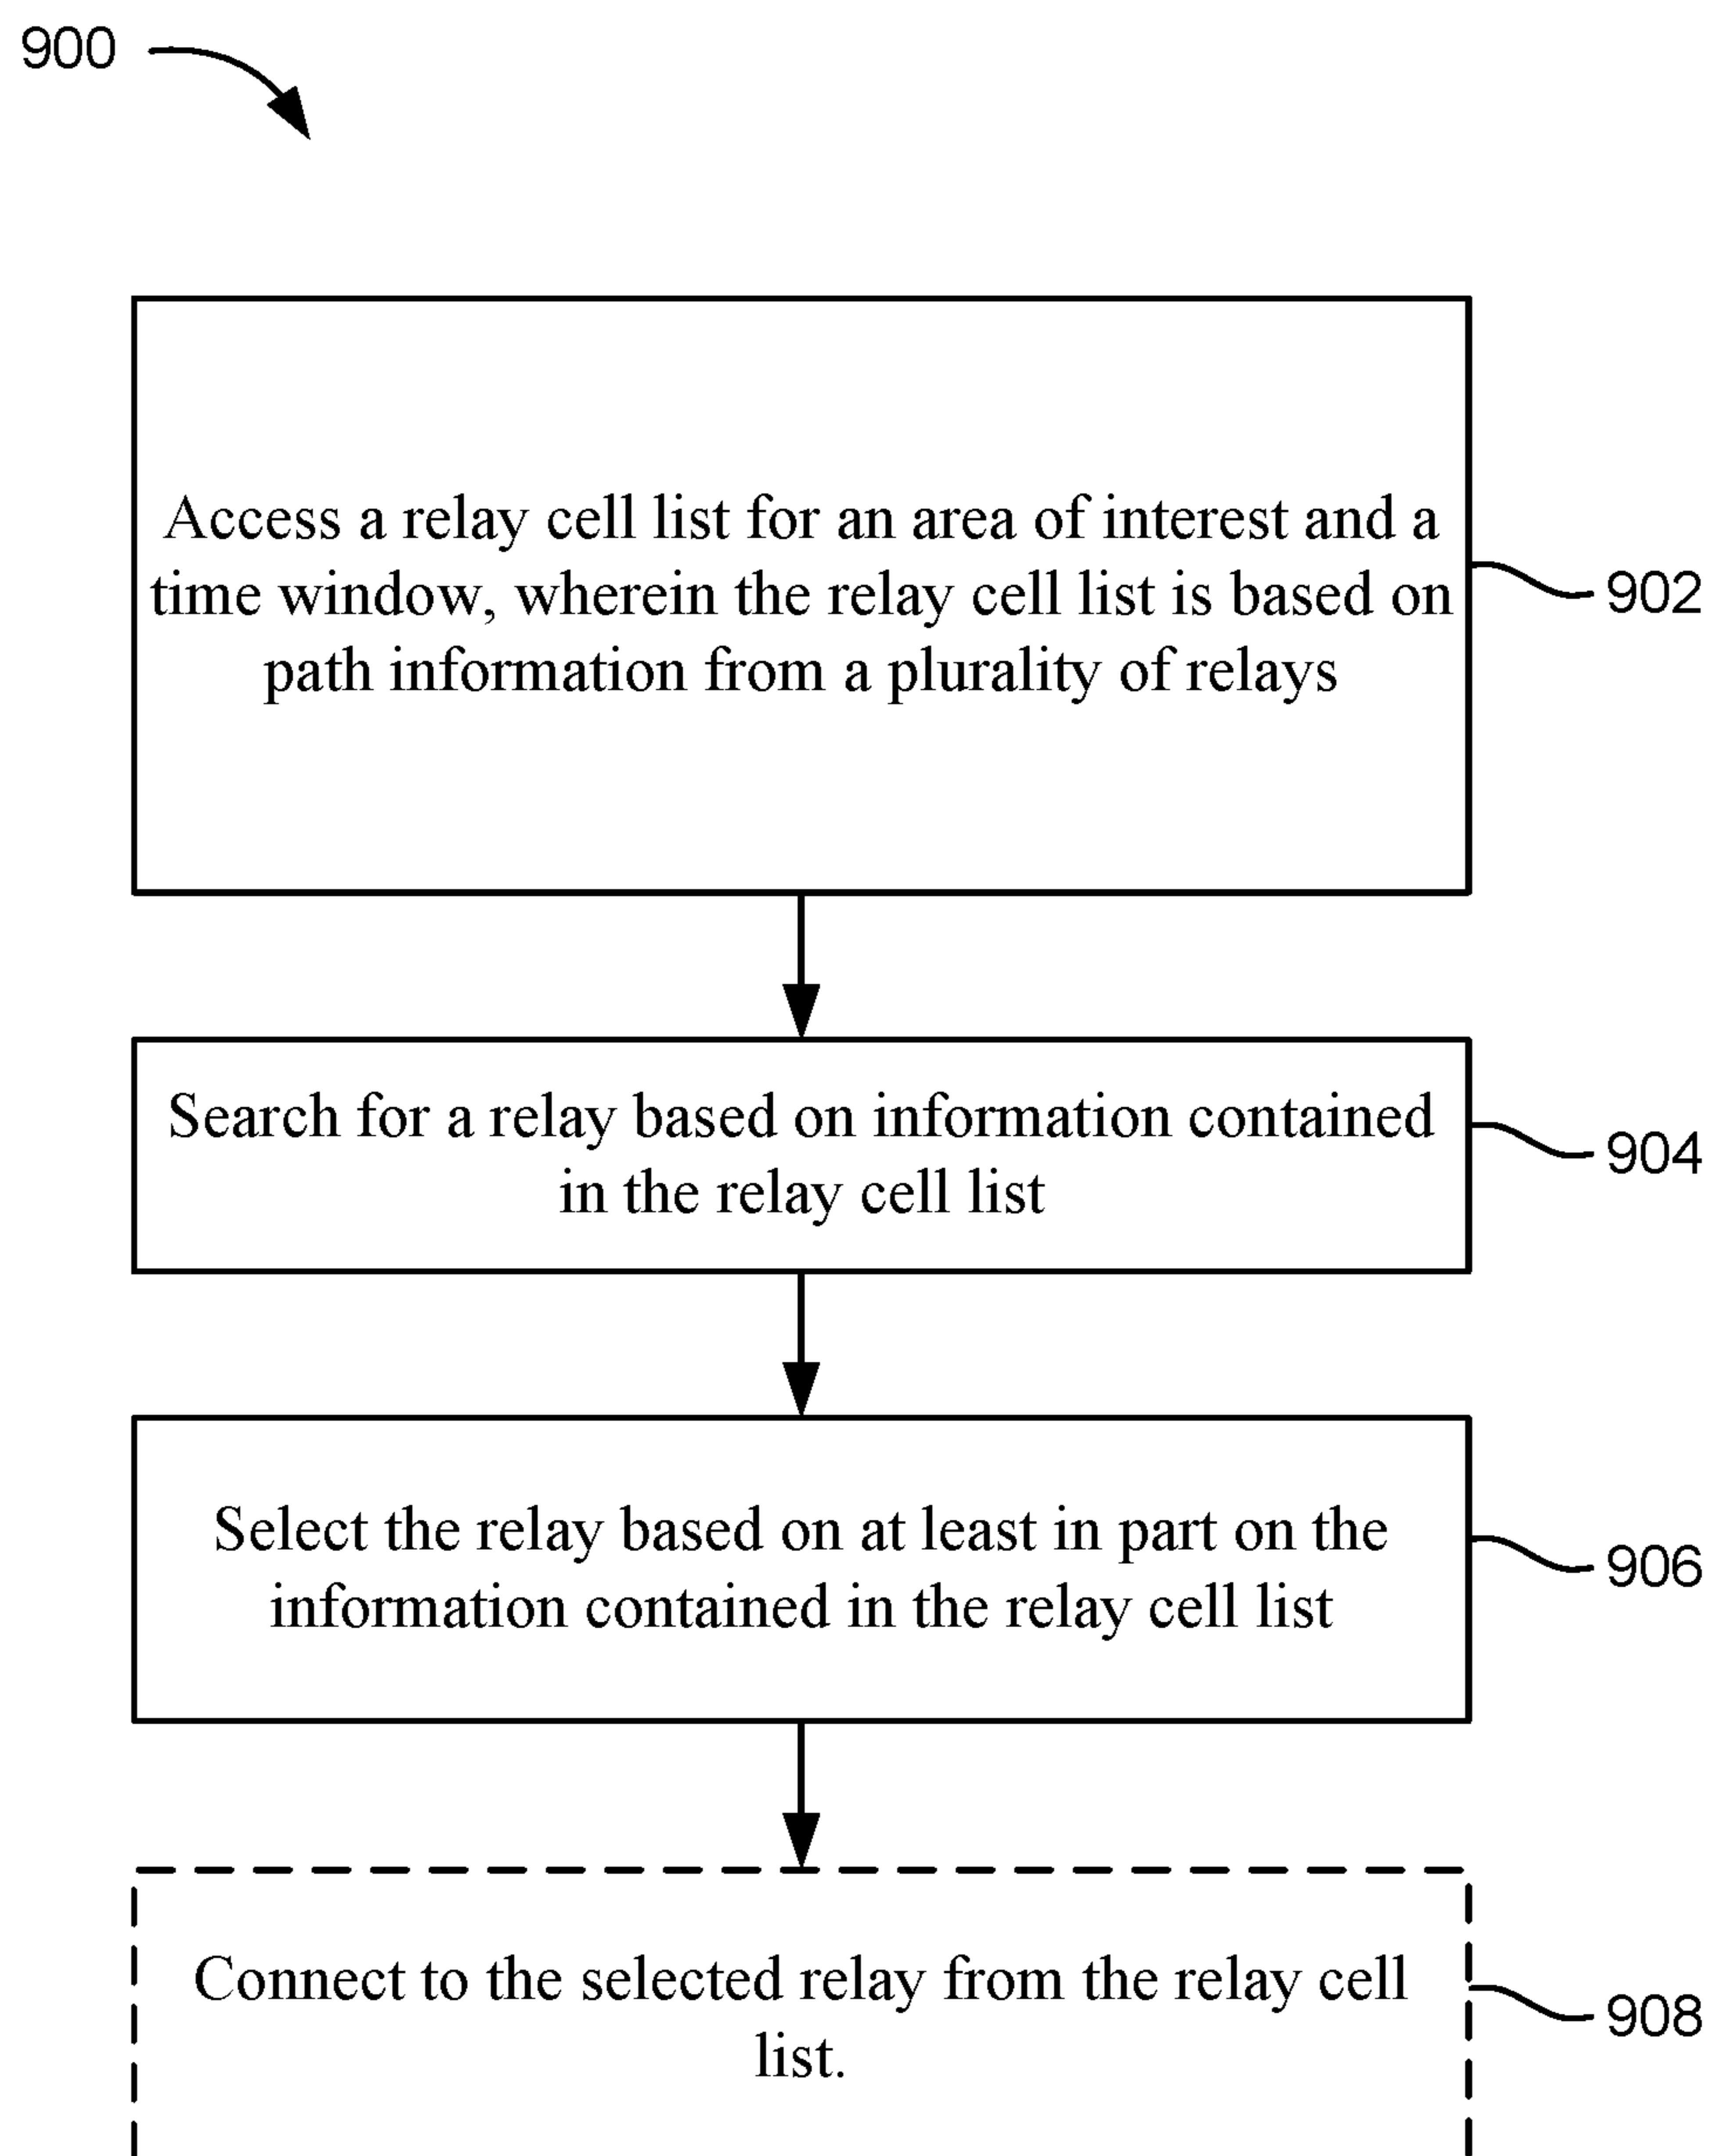 900
Access a relay cell list for an area of interest and a
time window, wherein the relay cell list is based on
path information from a plurality of relays
902
Search for a relay based on information contained
in the relay cell list
904
Select the relay based on at least in part on the
information contained in the relay cell list
906
Connect to the selected relay from the relay cell
list.
908